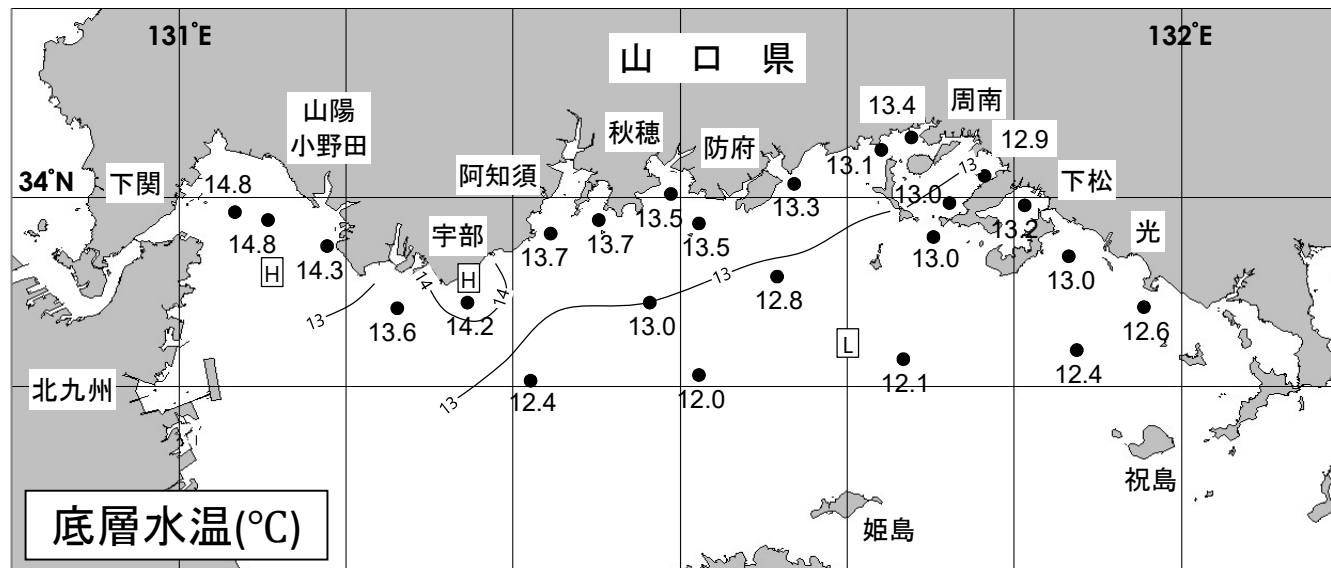 131°E
132°E
山 口 県
13.4
周南
山陽
小野田
秋穂
防府
13.1
12.9
13
阿知須
34°N
下関
14.8
下松
13.0
13.5
13.3
13.2
光
14.8
宇部
13.7
13.7
13.5
13.0
14.3
H
H
14
14
13
13.0
13
13.6
14.2
13.0
12.8
12.6
L
北九州
13
12.4
12.0
12.1
12.4
祝島
底層水温(℃)
姫島